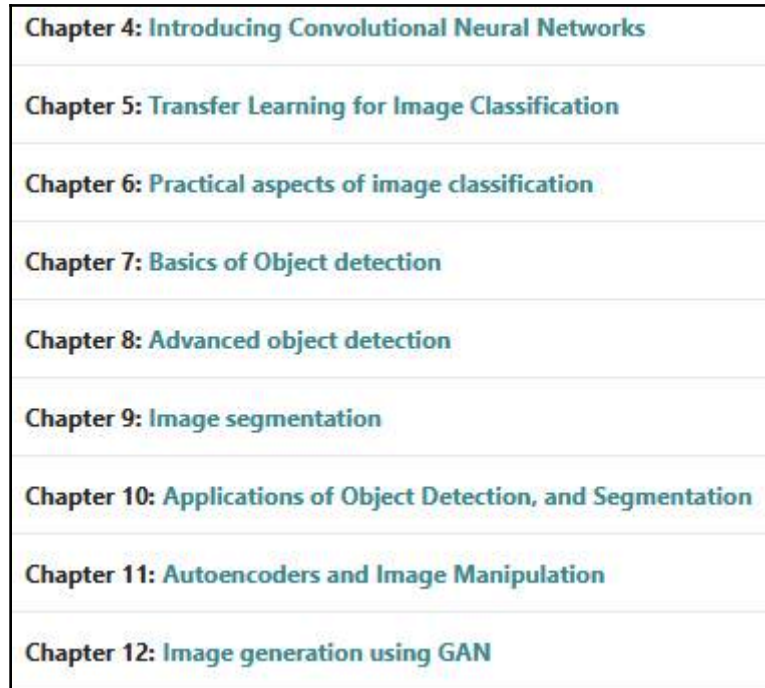 Chapter 4: Introducing Convolutional Neural Networks
Chapter 5: Transfer Learning for Image Classification
Chapter 6: Practical aspects of image classification
Chapter 7: Basics of Object detection
Chapter 8: Advanced object detection
Chapter 9: Image segmentation
Chapter 10: Applications of Object Detection, and Segmentation
Chapter 11: Autoencoders and Image Manipulation
Chapter 12: Image generation using GAN